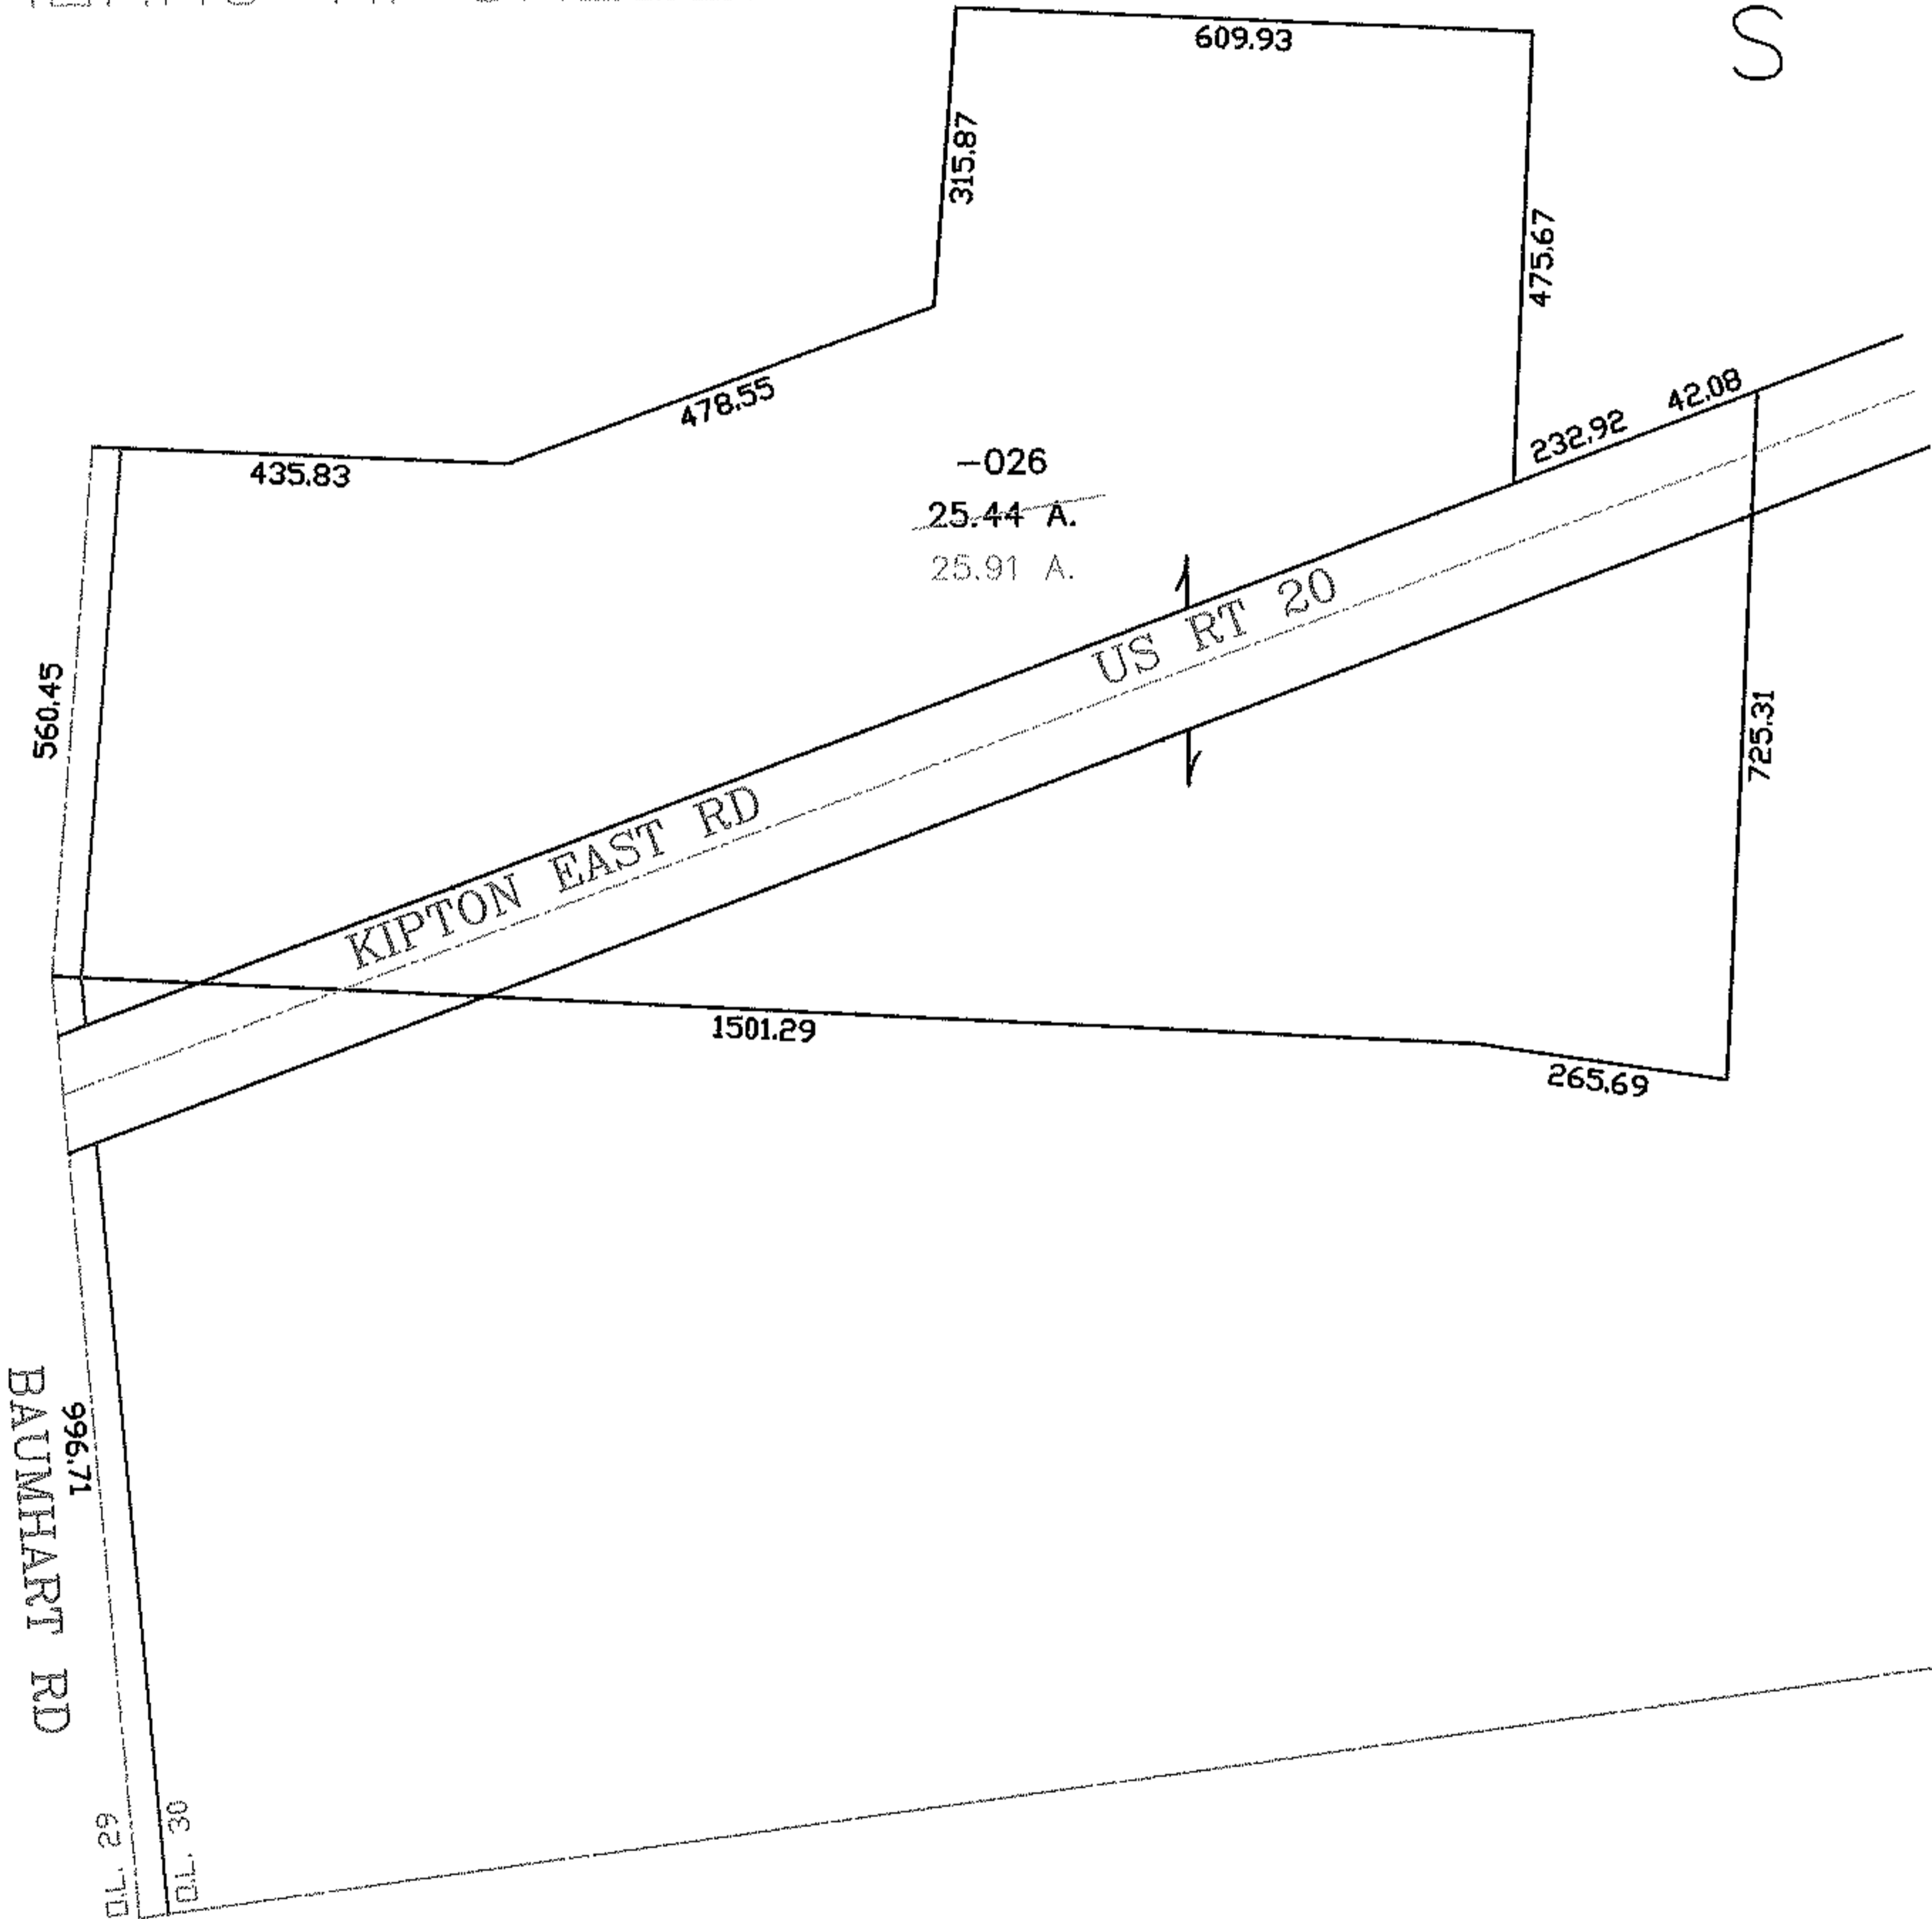 S
609.93
315.87
475.67
478.55
42.08
232.92
435.83
-026
25.44 A.
25.91 A.
US RT 20
560.45
725.31
KIPTON EAST RD
1501.29
265.69
996.71
BAUMHART RD
O.L. 29
O.L. 30